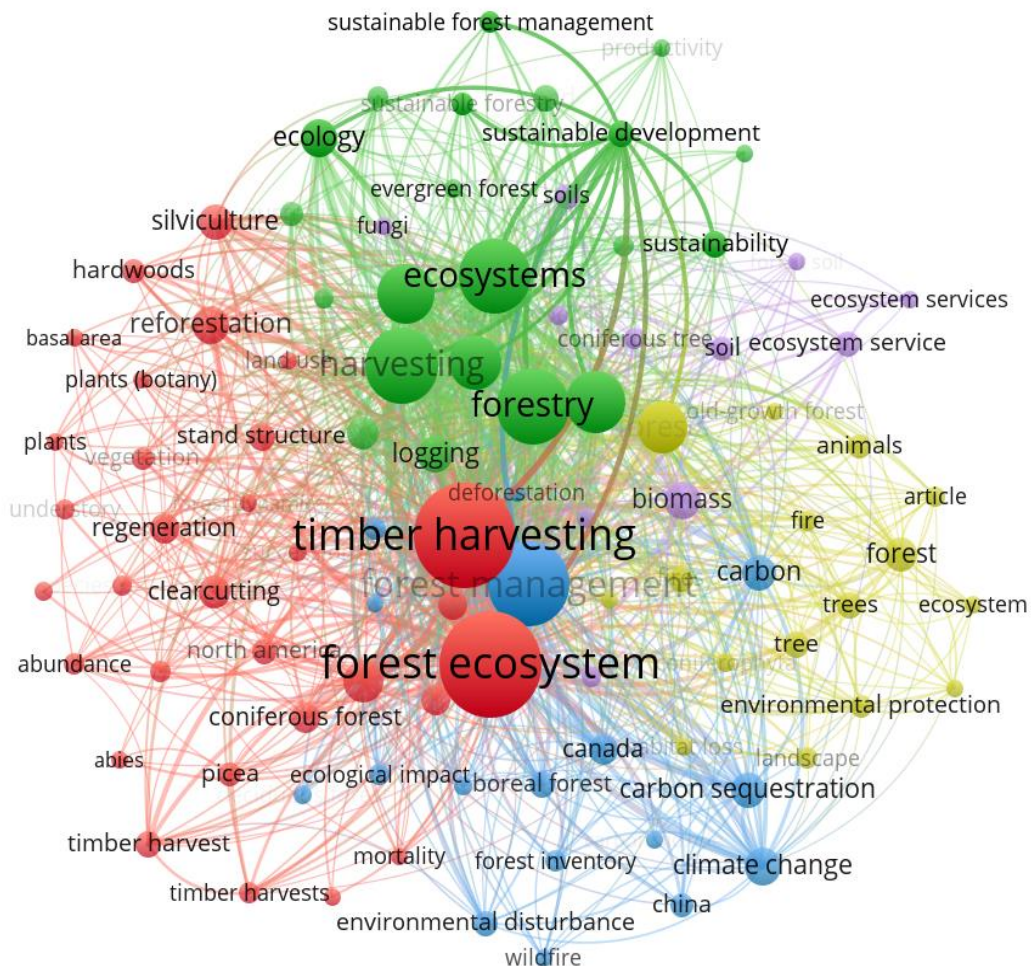 sustainable forest management
productivity
sustainable forestry
ecology
sustainable development
evergreen forest
soils
silviculture
fungi
sustainability
hardwoods
ecosystems
ecosystem services
reforestation
basal area
coniferous tree
soil
ecosystem service
land use
harvesting
plants (botany)
forestry
old-growth forest
plants
stand structure
animals
vegetation
logging
deforestation
biomass
article
understory
regeneration
timber harvesting
fire
forest
forest management
carbon
clearcutting
trees
ecosystem
north america
tree
abundance
forest ecosystem
environmental protection
coniferous forest
canada
habitat loss
landscape
abies
picea
ecological impact
boreal forest
carbon sequestration
timber harvest
mortality
forest inventory
climate change
timber harvests
china
environmental disturbance
wildfire